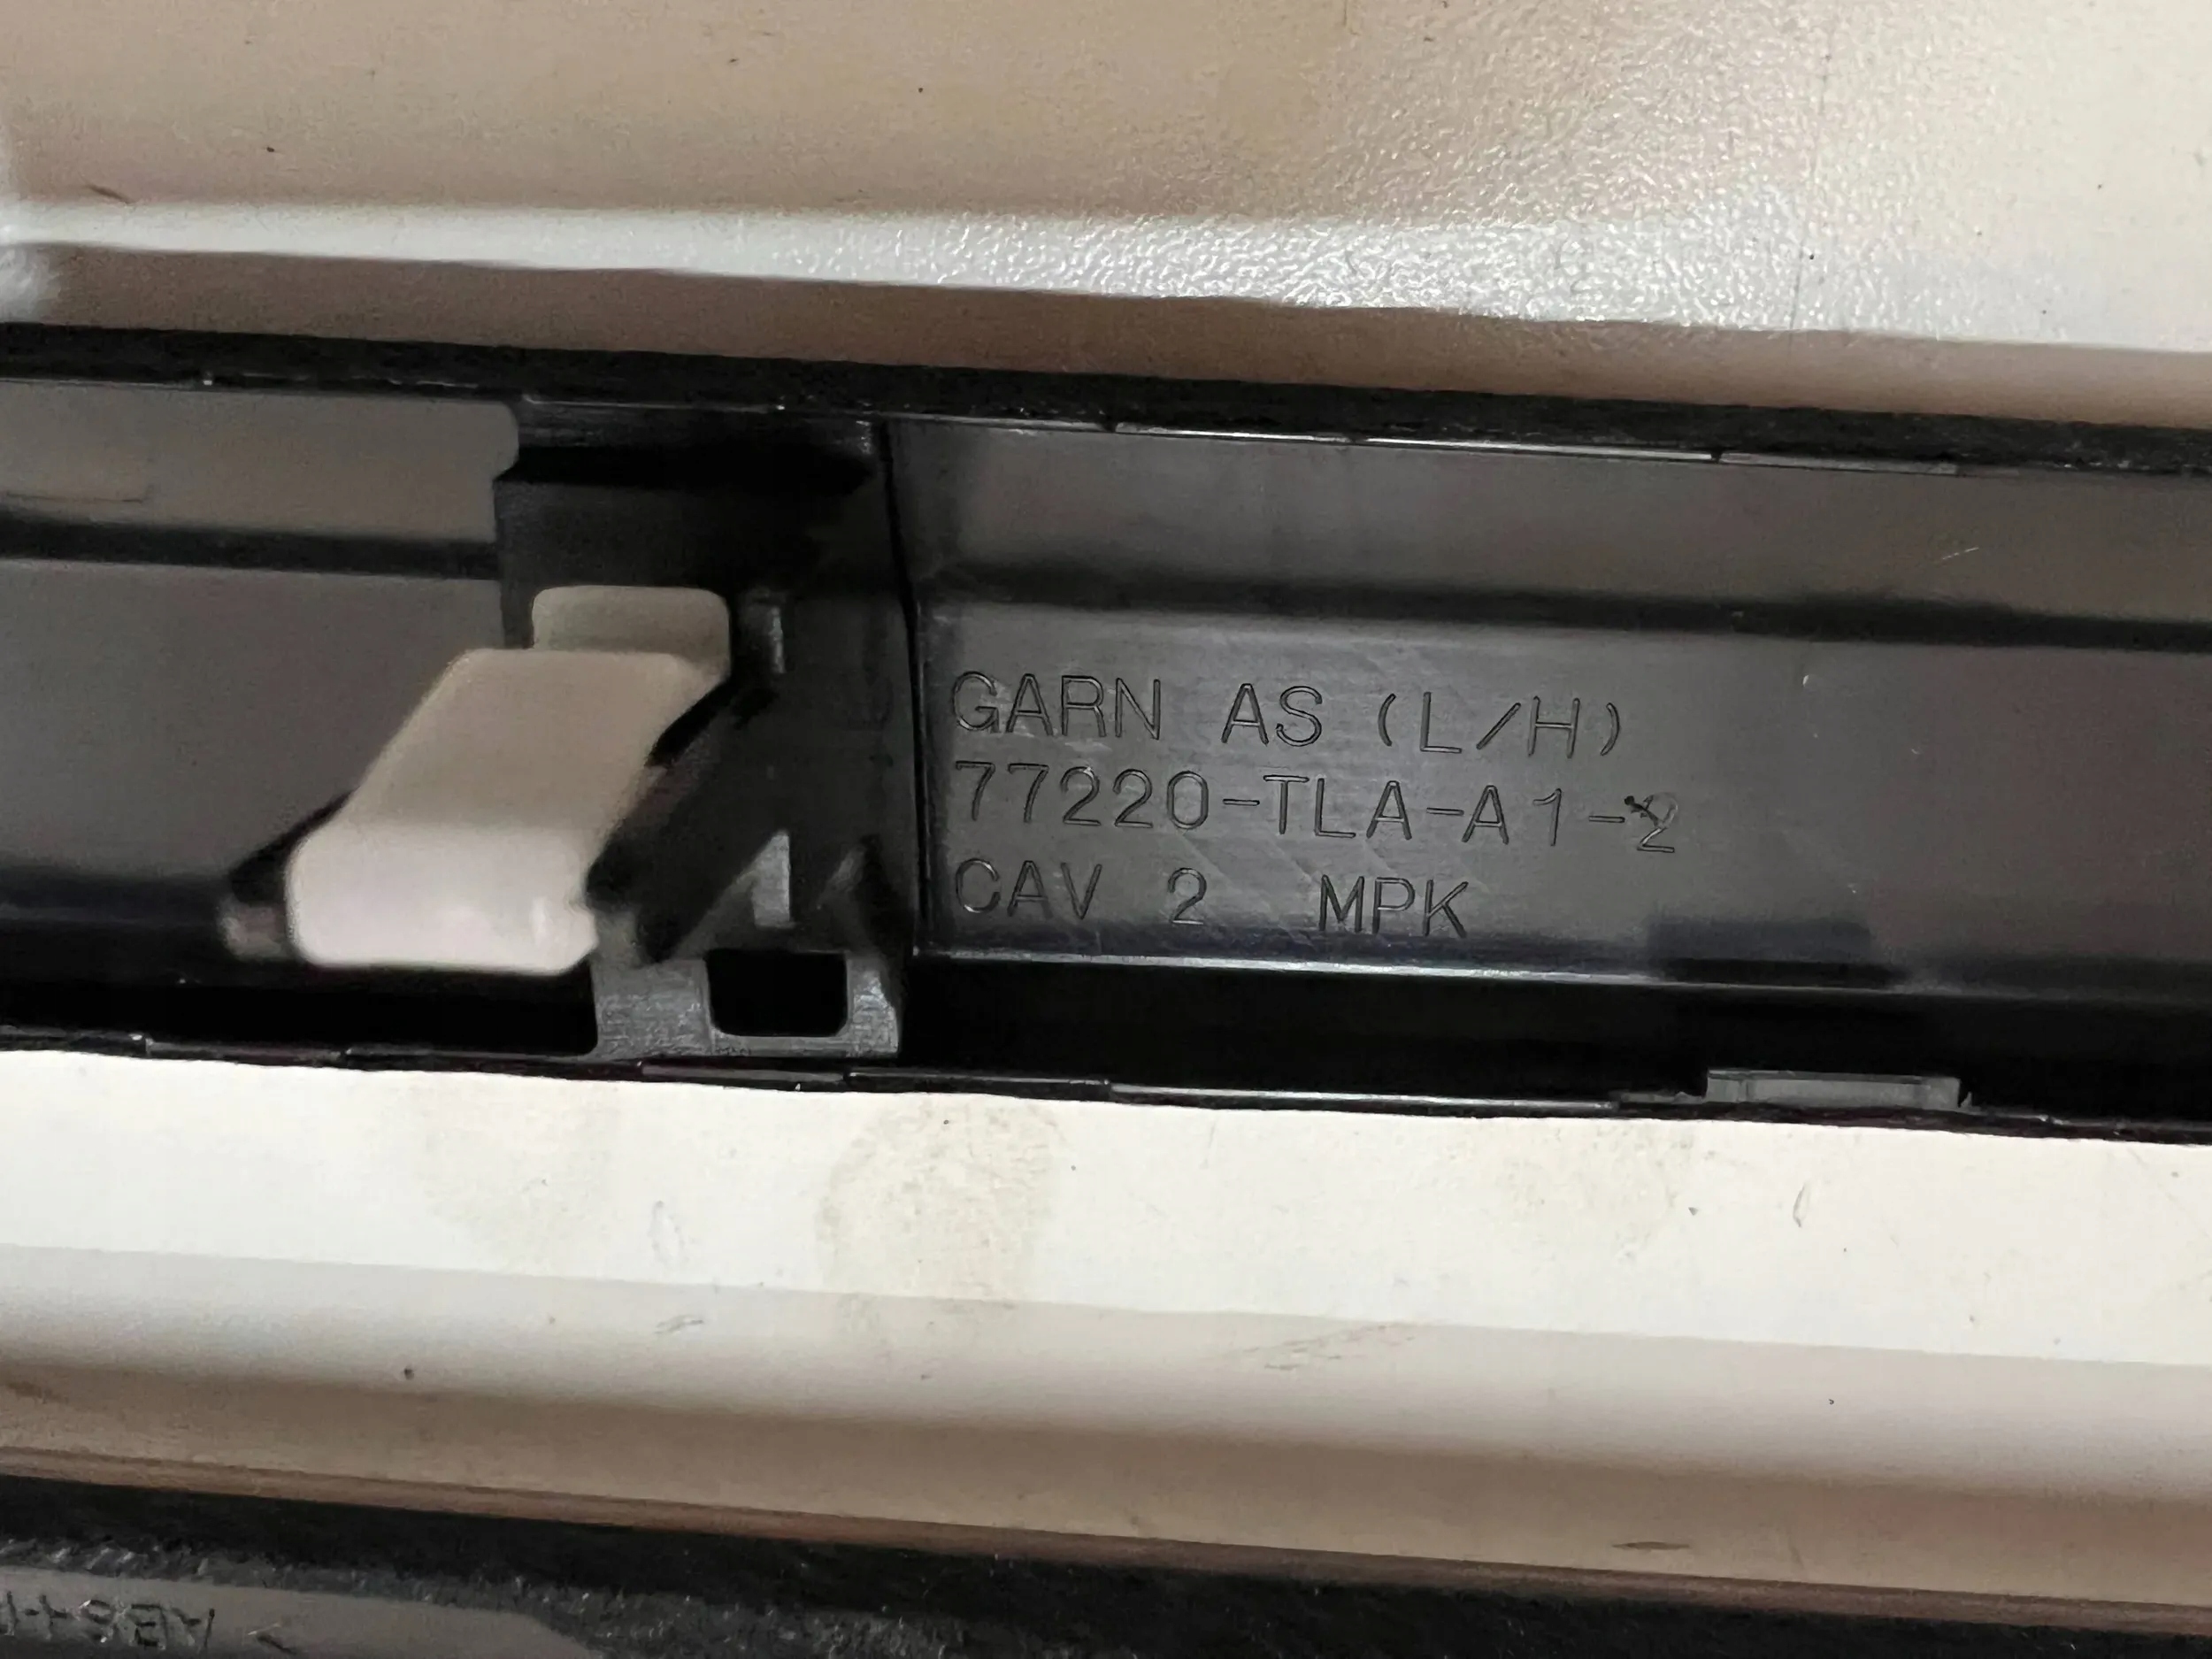 GARN AS (L/H)
77220-TLA-A1-2
CAV 2 MPK